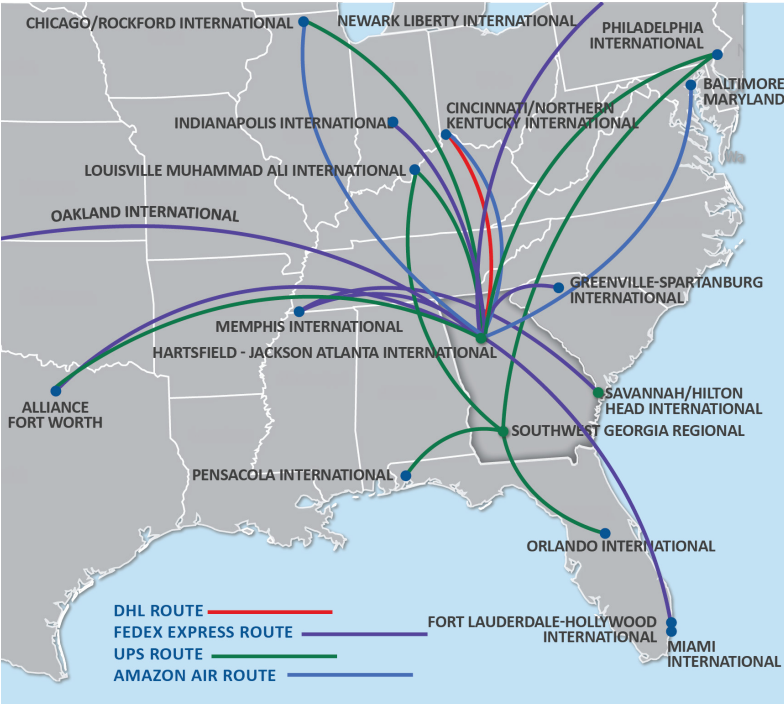 CHICAGO/ROCKFORD INTERNATIONAL
NEWARK LIBERTY INTERNATIONAL
PHILADELPHIA
INTERNATIONAL
BALTIMORE
MARYLAND
CINCINNATI/NORTHERN
KENTUCKY INTERNATIONAL
INDIANAPOLIS INTERNATIONAL
LOUISVILLE MUHAMMAD ALI INTERNATIONAL
OAKLAND INTERNATIONAL
GREENVILLE-SPARTANBURG
INTERNATIONAL
MEMPHIS INTERNATIONAL
HARTSFIELD - JACKSON ATLANTA INTERNATIONAL
ALLIANCE
FORT WORTH
SAVANNAH/HILTON
HEAD INTERNATIONAL
SOUTHWEST GEORGIA REGIONAL
PENSACOLA INTERNATIONAL
ORLANDO INTERNATIONAL
FORT LAUDERDALE-HOLLYWOOD
INTERNATIONAL
MIAMI
INTERNATIONAL
DHL ROUTE
FEDEX EXPRESS ROUTE
UPS ROUTE
AMAZON AIR ROUTE